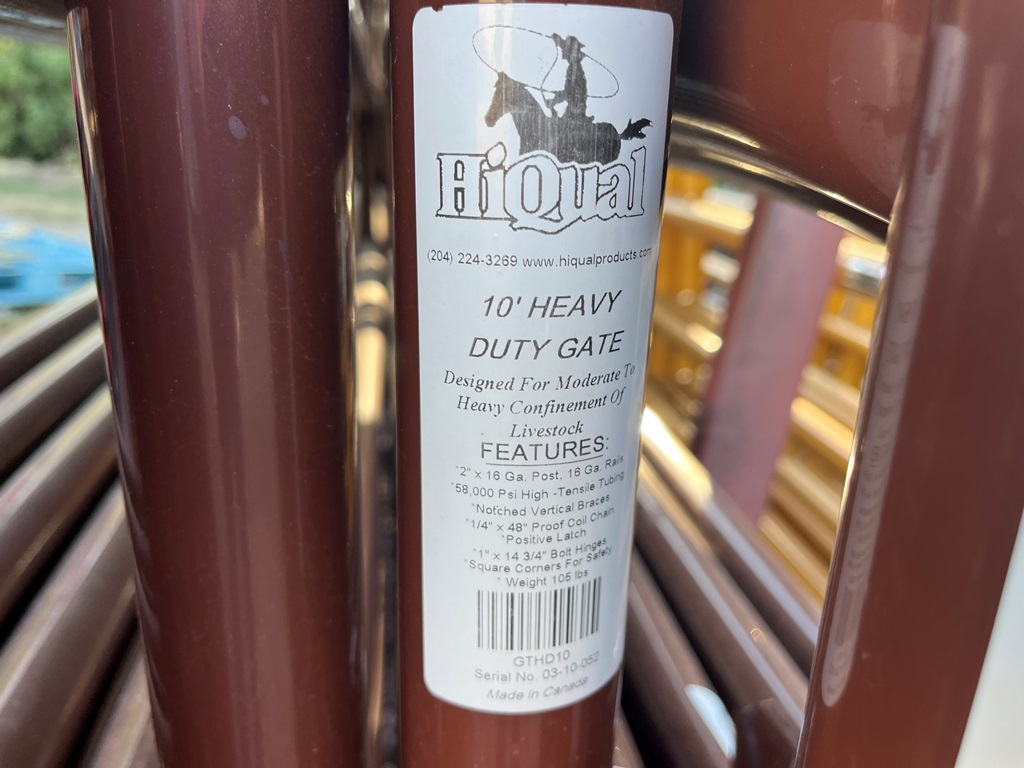 HiQual
(204) 224-3269 www.hiqualproducts.com
10' HEAVY
DUTY GATE
Designed For Moderate To
Heavy Confinement Of
Livestock
FEATURES:
*2" x 16 Ga. Post, 16 Ga. Rails
*58,000 Psi High -Tensile Tubing
*Notched Vertical Braces
*1/4" x 48" Proof Coil Chain
*Positive Latch
*1" x 14 3/4" Bolt Hinges
*Square Corners For Safety
* Weight 105 lbs
GTHD10
Serial No. 03-10-052
Made in Canada